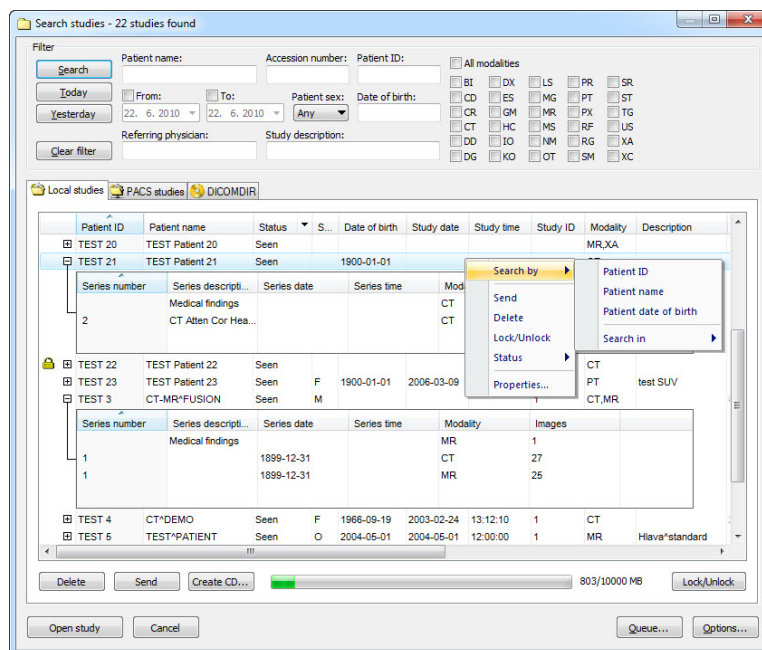 Search studies - 22 studies found
Filter
Search
Today
Yesterday
Clear filter
Patient name: Accession number: Patient ID:
From: To: Patient sex: Date of birth:
22. 6. 2010 22. 6. 2010 Any
Referring physician: Study description:
All modalities
BI DX LS PR SR
CD ES MG PT ST
CR GM MR PX TG
CT HC MS RF US
DD IO NM RG XA
DG KO OT SM XC
Local studies PACS studies DICOMDIR
Patient ID Patient name Status S... Date of birth Study date Study time Study ID Modality Description
TEST 20 TEST Patient 20 Seen MR,XA
TEST 21 TEST Patient 21 Seen 1900-01-01
Series number Series descripti... Series date Series time Mod
Medical findings CT
2 CT Atten Cor Hea... CT
Search by
Send
Delete
Lock/Unlock
Status
Properties...
Patient ID
Patient name
Patient date of birth
Search in
TEST 22 TEST Patient 22 Seen CT
TEST 23 TEST Patient 23 Seen F 1900-01-01 2006-03-09 PT test SUV
TEST 3 CT-MR^FUSION Seen M 1 CT,MR
Series number Series descripti... Series date Series time Modality Images
Medical findings MR 1
1 1899-12-31 CT 27
1 1899-12-31 MR 25
TEST 4 CT^DEMO Seen F 1966-09-19 2003-02-24 13:12:10 1 CT
TEST 5 TEST^PATIENT Seen O 2004-05-01 2004-05-01 12:00:00 1 MR Hlava^standard
Delete Send Create CD... 803/10000 MB Lock/Unlock
Open study Cancel Queue... Options...